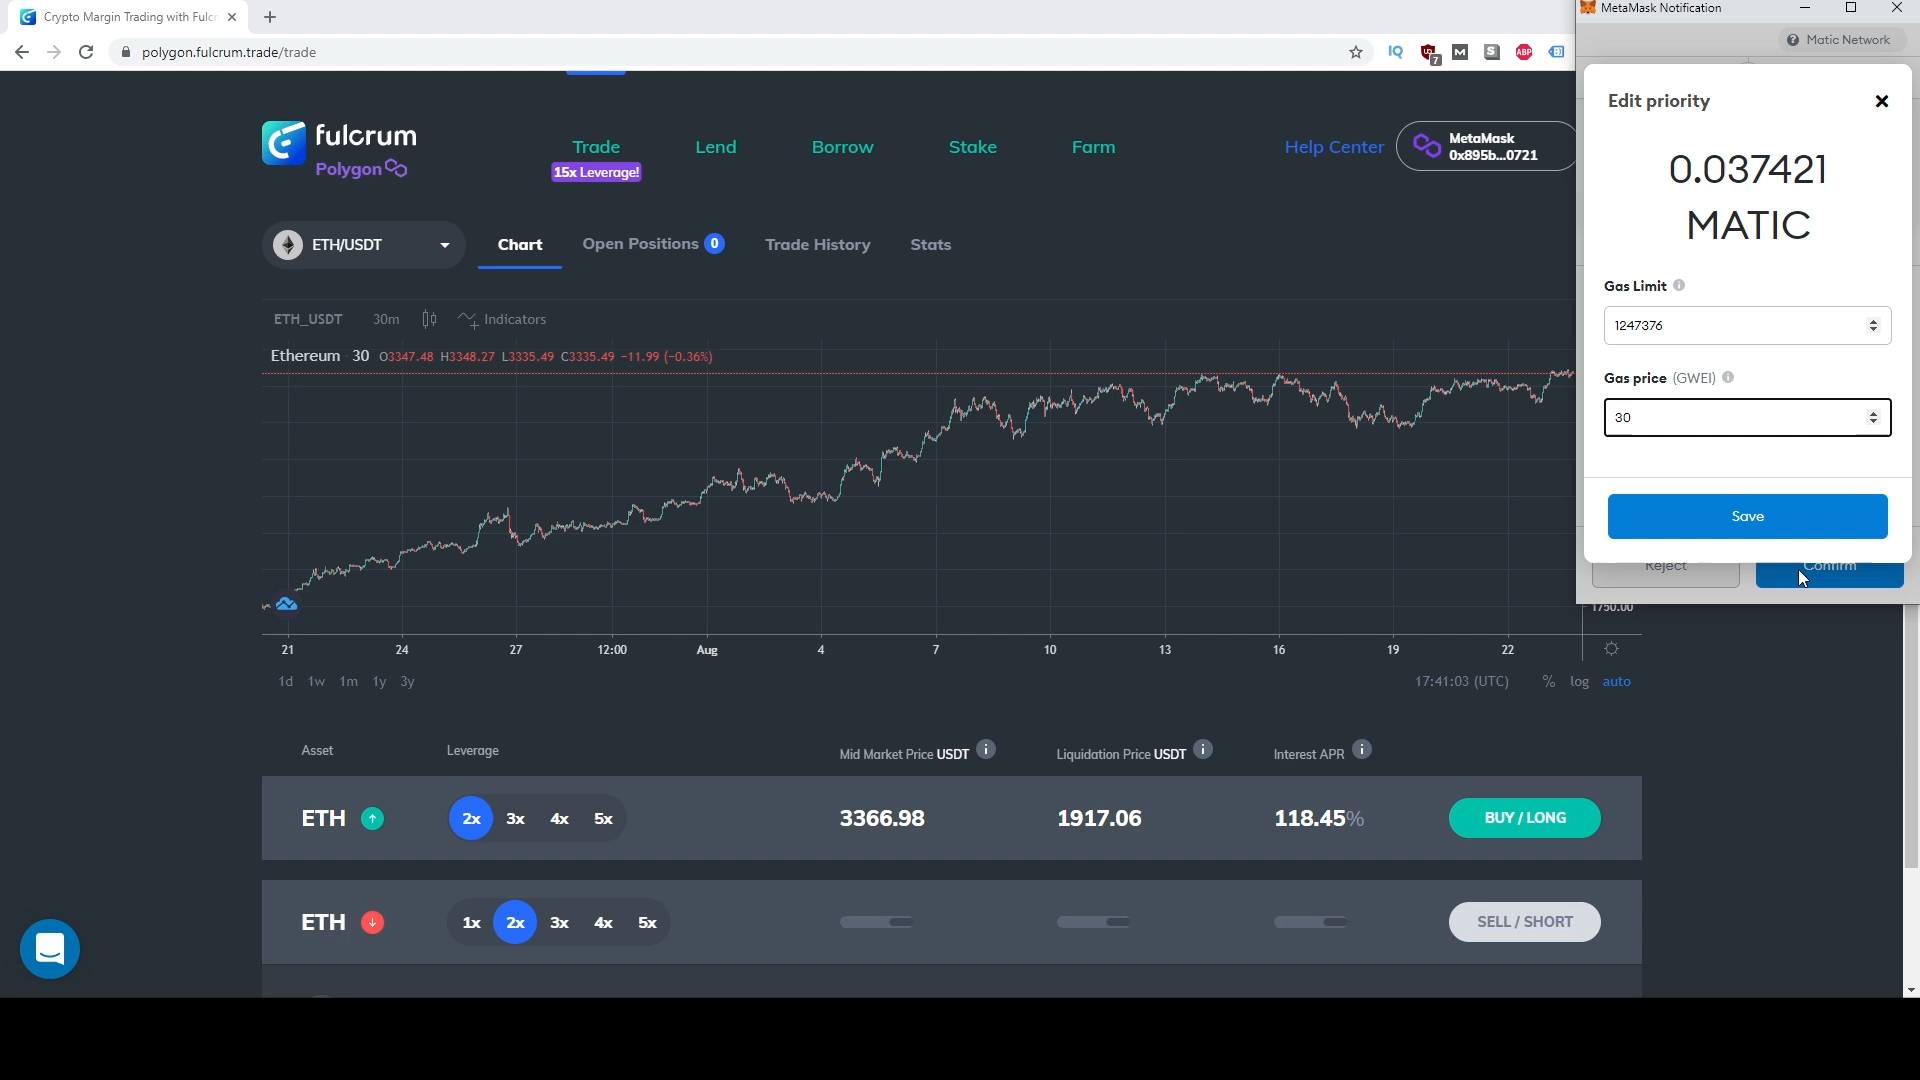 Crypto Margin Trading with Fulcr
polygon.fulcrum.trade/trade
IQ
7
M
S
ABP
MetaMask Notification
Matic Network
Edit priority
0.037421
MATIC
Gas Limit
1247376
Gas price (GWEI)
30
Save
Reject
Confirm
fulcrum
Polygon
Trade
15x Leverage!
Lend
Borrow
Stake
Farm
Help Center
MetaMask
0x895b...0721
ETH/USDT
Chart
Open Positions 0
Trade History
Stats
ETH_USDT 30m Indicators
Ethereum 30 O3347.48 H3348.27 L3335.49 C3335.49 −11.99 (−0.36%)
1750.00
21 24 27 12:00 Aug 4 7 10 13 16 19 22
1d 1w 1m 1y 3y
17:41:03 (UTC) % log auto
Asset Leverage Mid Market Price USDT Liquidation Price USDT Interest APR
ETH 2x 3x 4x 5x 3366.98 1917.06 118.45% BUY / LONG
ETH 1x 2x 3x 4x 5x SELL / SHORT